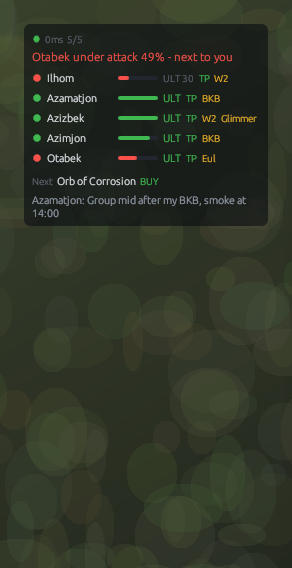 0ms 5/5
Otabek under attack 49% - next to you
Ilhom ULT 30 TP W2
Azamatjon ULT TP BKB
Azizbek ULT TP W2 Glimmer
Azimjon ULT TP BKB
Otabek ULT TP Eul
Next Orb of Corrosion BUY
Azamatjon: Group mid after my BKB, smoke at
14:00